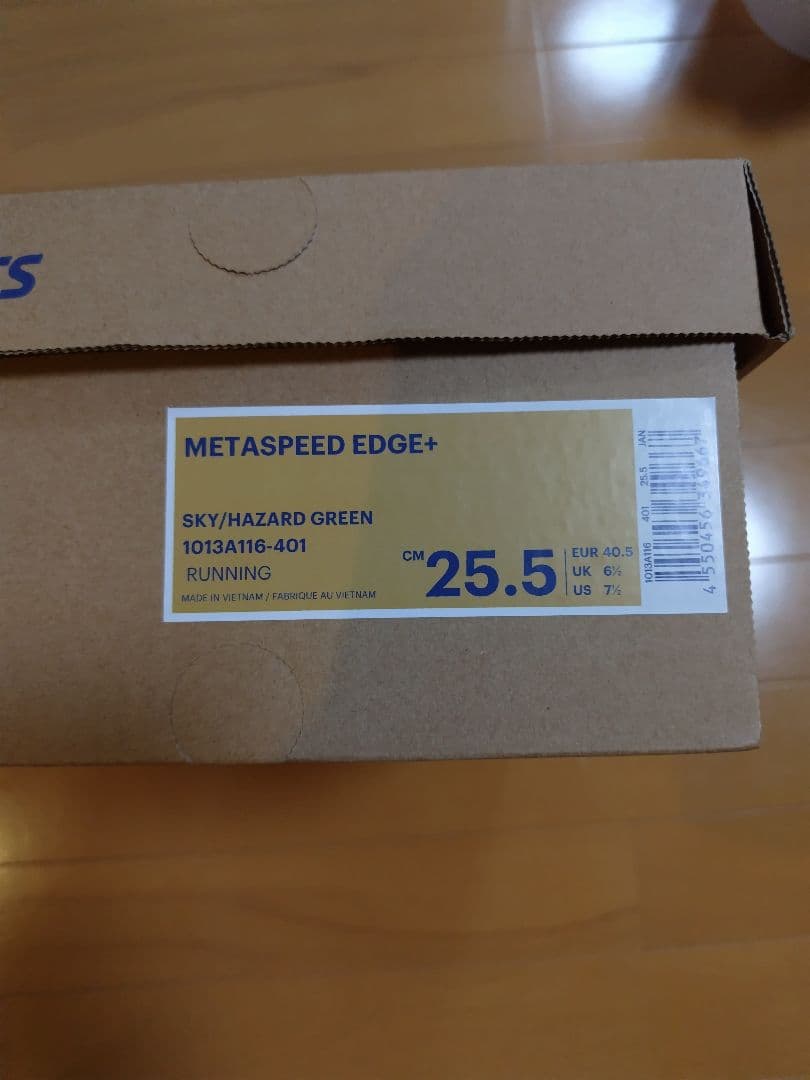 cs
METASPEED EDGE+
SKY/HAZARD GREEN
1013A116-401
RUNNING
MADE IN VIETNAM / FABRIQUE AU VIETNAM
CM 25.5
EUR 40.5
UK 6½
US 7½
1013A116 401 25.5 JAN